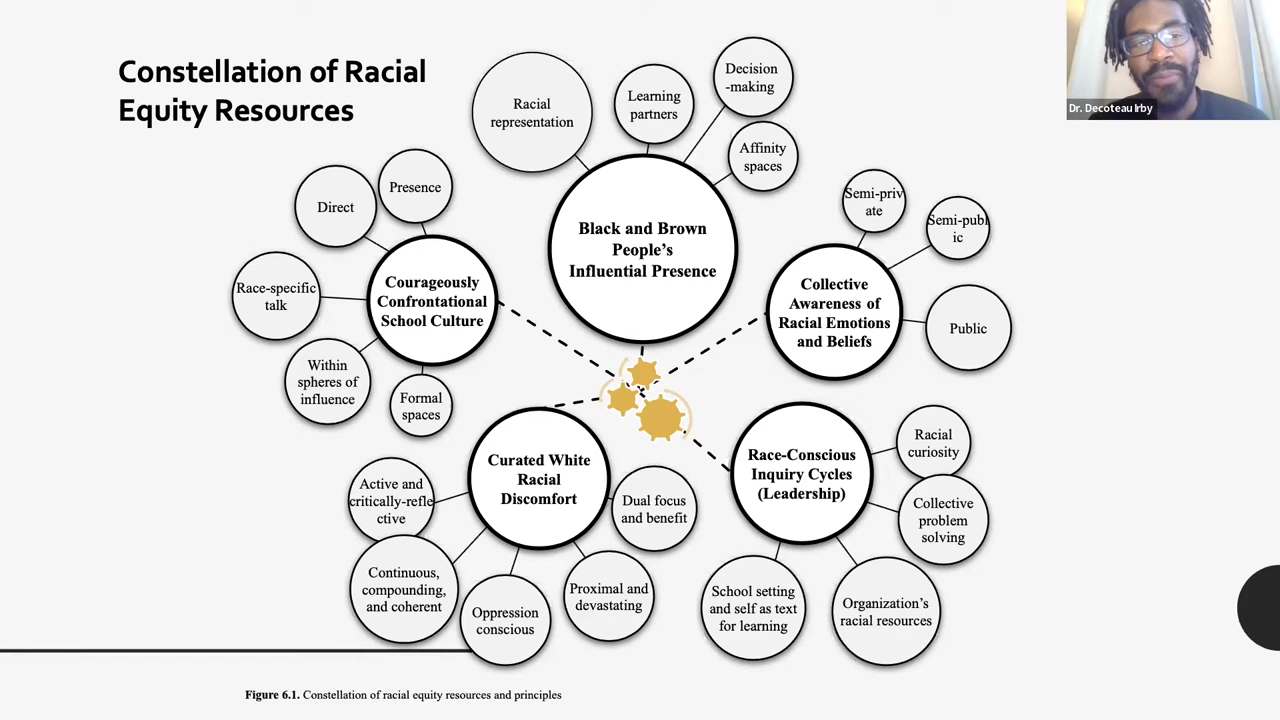 Constellation of Racial
Equity Resources
Dr. Decoteau Irby
Racial
representation
Learning
partners
Decision
-making
Affinity
spaces
Black and Brown
People’s
Influential Presence
Presence
Direct
Race-specific
talk
Within
spheres of
influence
Formal
spaces
Courageously
Confrontational
School Culture
Semi-priv
ate
Semi-publ
ic
Public
Collective
Awareness of
Racial Emotions
and Beliefs
Curated White
Racial
Discomfort
Active and
critically-refle
ctive
Continuous,
compounding,
and coherent
Oppression
conscious
Proximal and
devastating
Dual focus
and benefit
Race-Conscious
Inquiry Cycles
(Leadership)
Racial
curiosity
Collective
problem
solving
Organization’s
racial resources
School setting
and self as text
for learning
Figure 6.1. Constellation of racial equity resources and principles